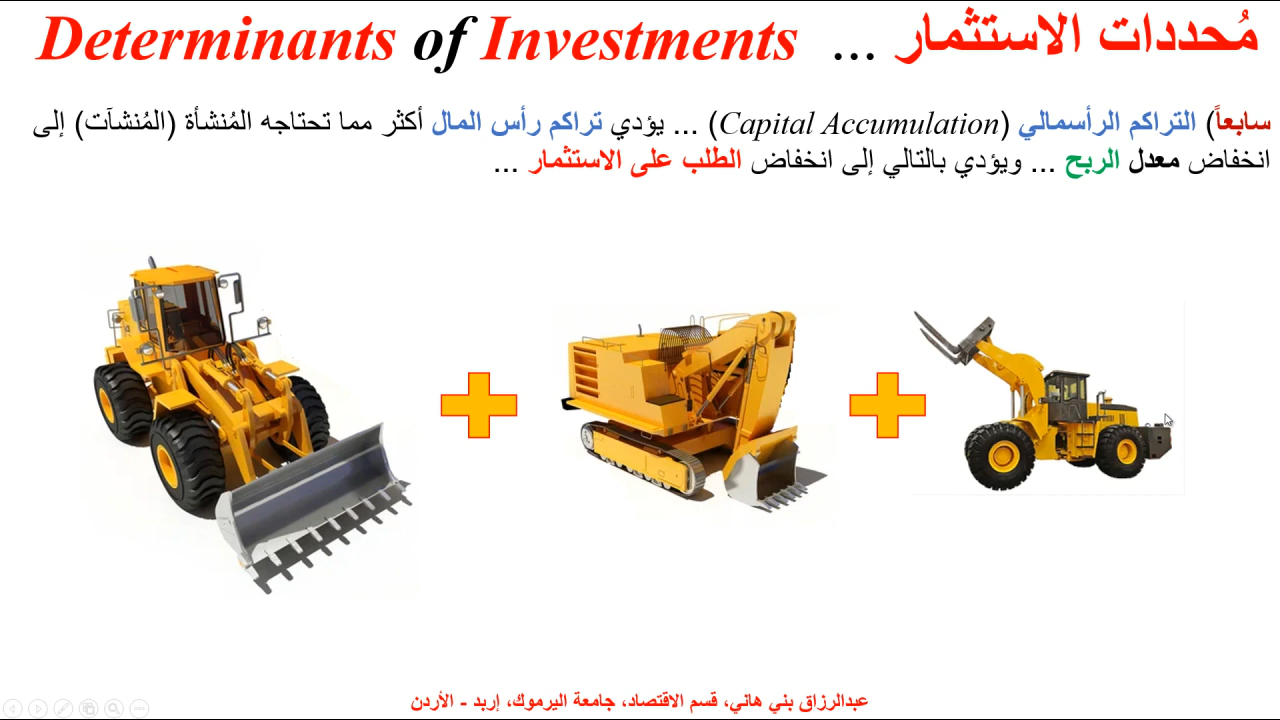 مُحددات الاستثمار ... Determinants of Investments
سابعاً) التراكم الرأسمالي (Capital Accumulation) ... يؤدي تراكم رأس المال أكثر مما تحتاجه المُنشأة (المُنشآت) إلى
انخفاض معدل الربح ... ويؤدي بالتالي إلى انخفاض الطلب على الاستثمار ...
عبدالرزاق بني هاني، قسم الاقتصاد، جامعة اليرموك، إربد - الأردن